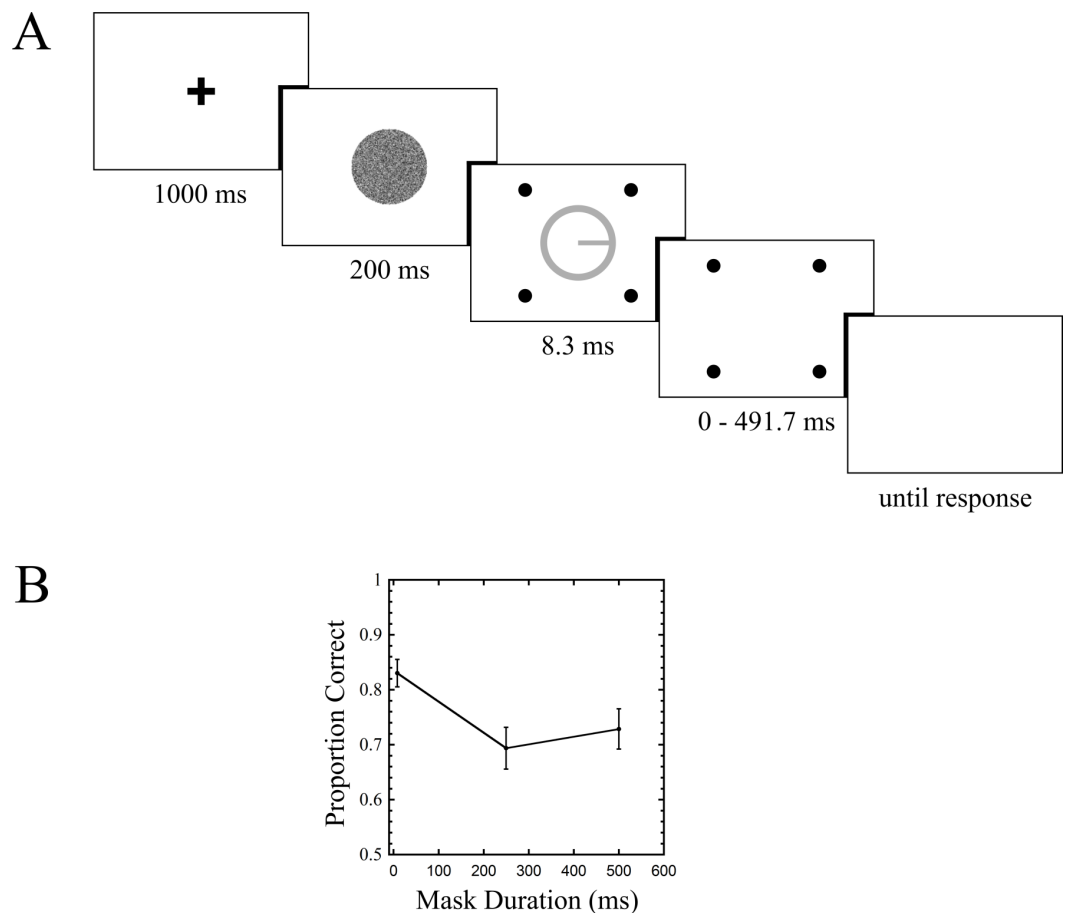 A
1000 ms
200 ms
8.3 ms
0 - 491.7 ms
until response
B
1
0.9
0.8
0.7
0.6
0.5
Proportion Correct
0 100 200 300 400 500 600
Mask Duration (ms)